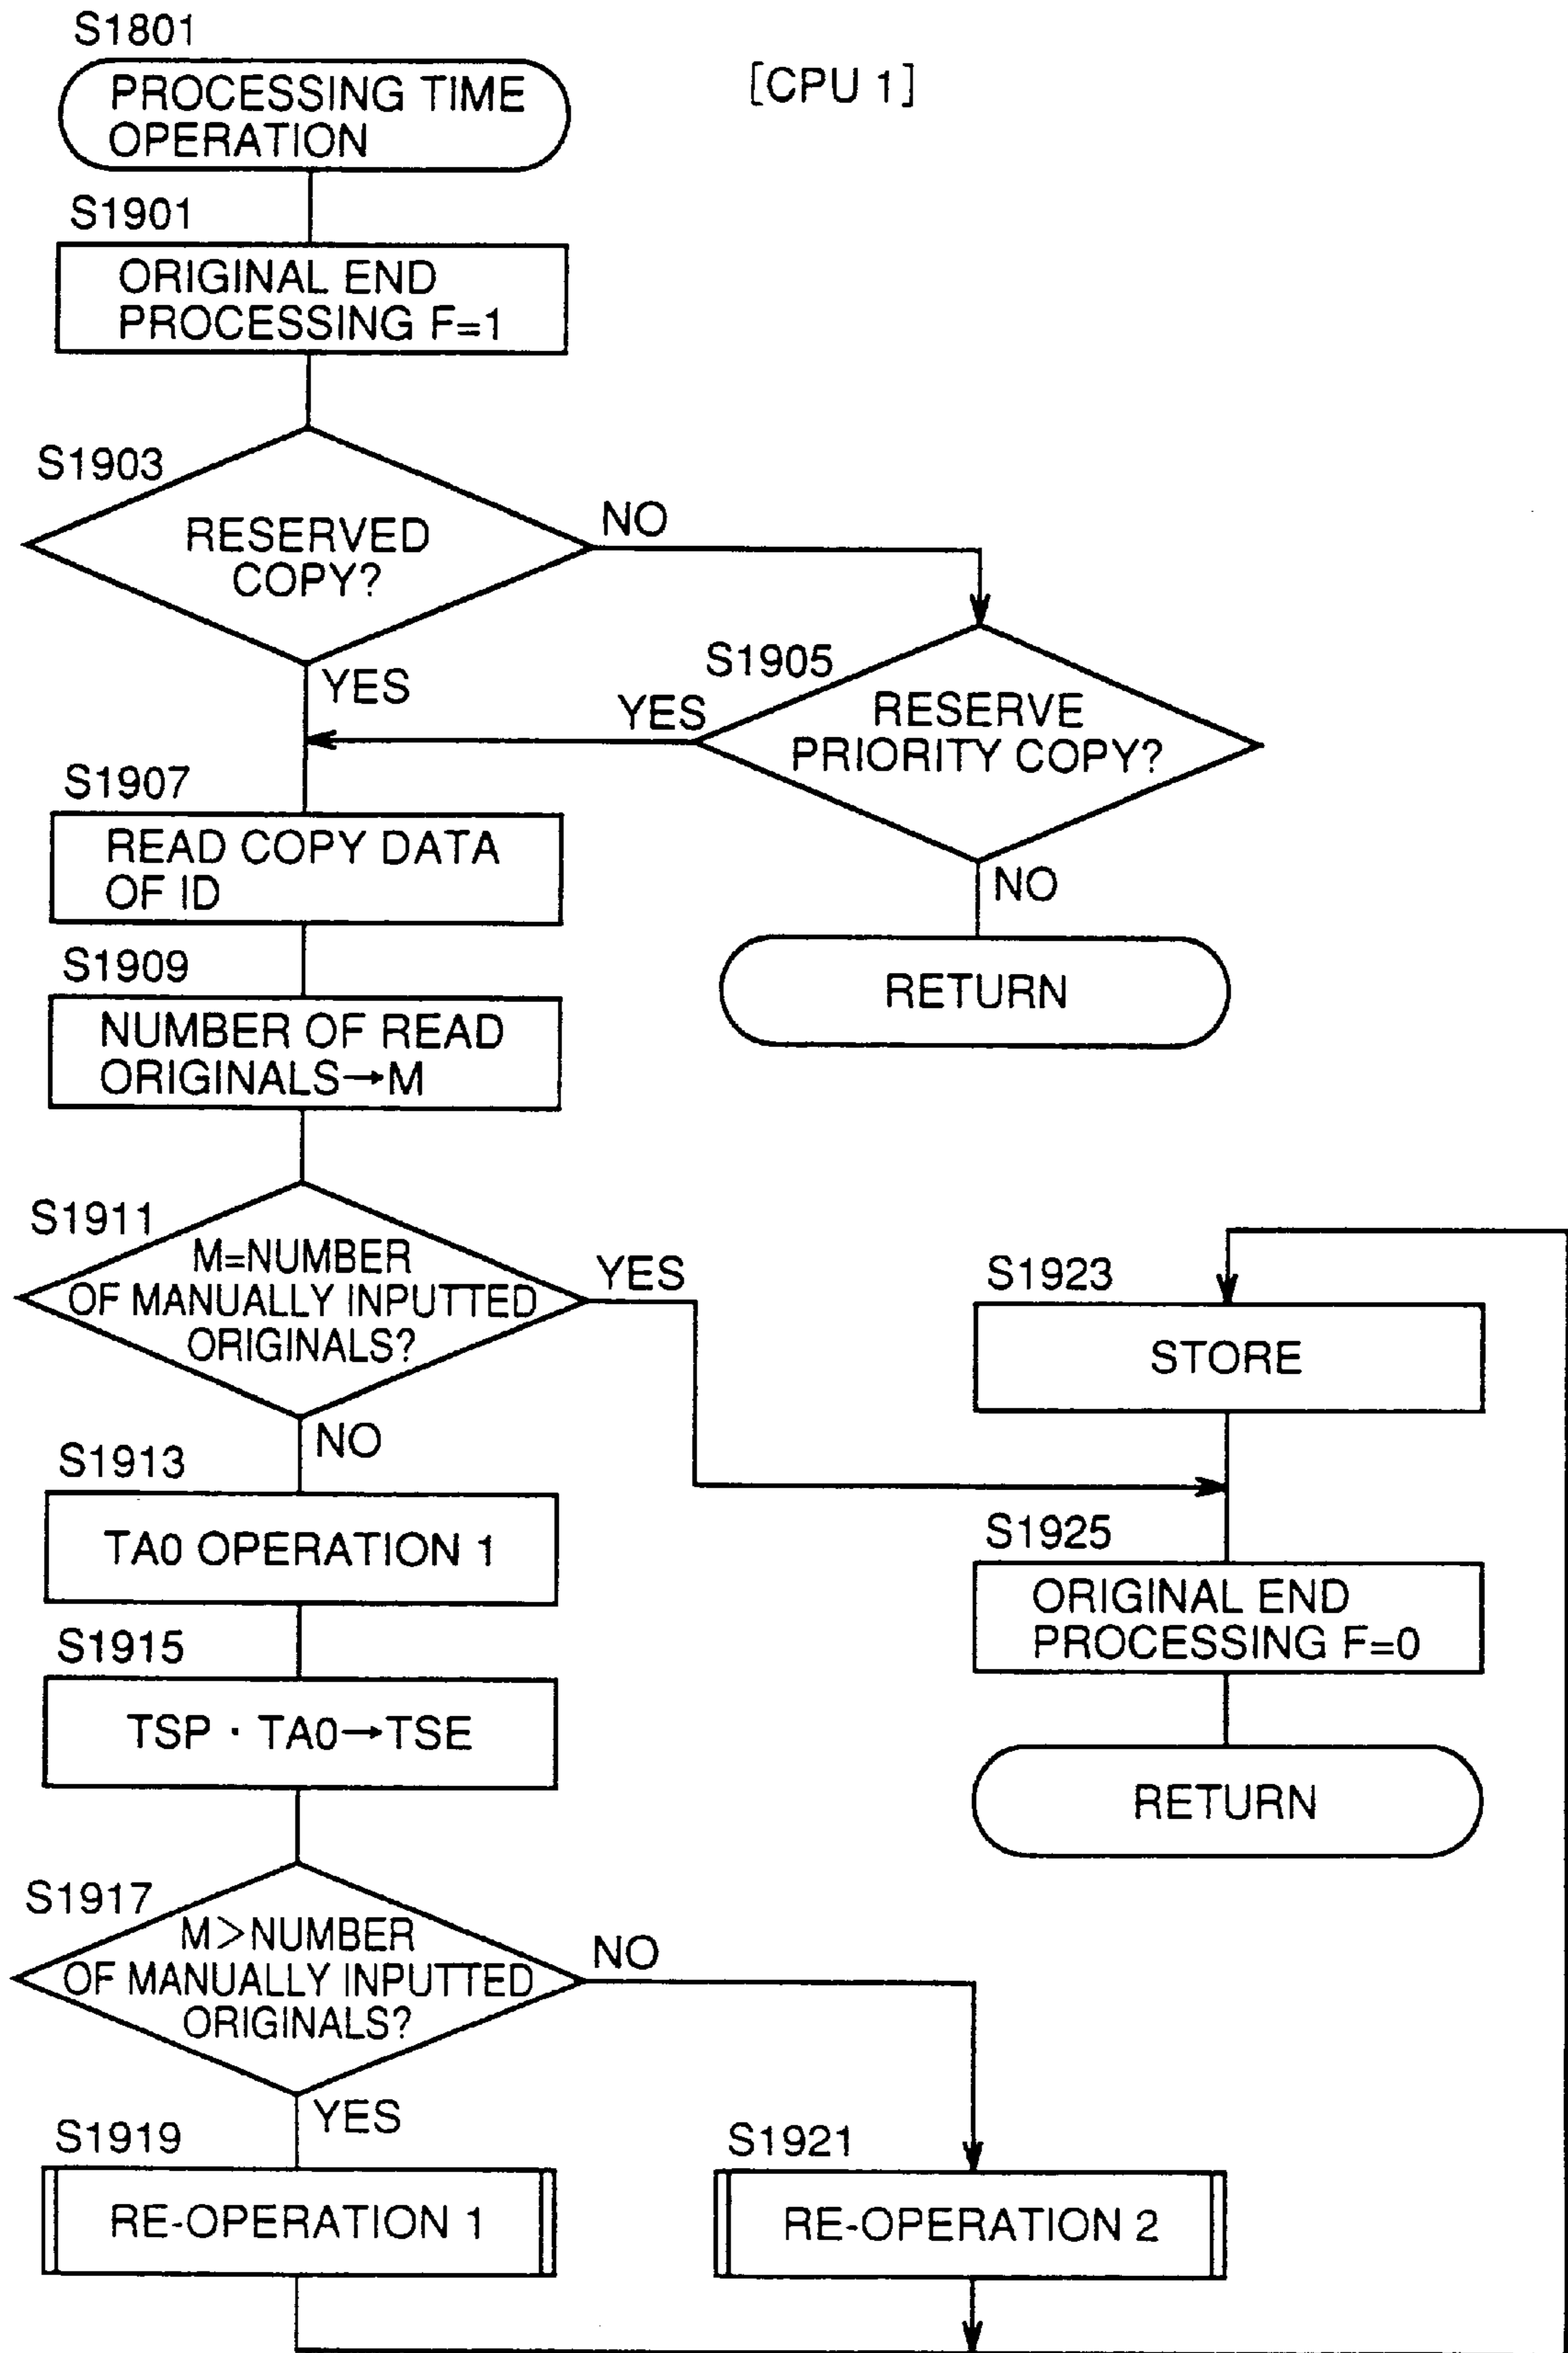 S1801
PROCESSING TIME
OPERATION
[CPU 1]
S1901
ORIGINAL END
PROCESSING F=1
S1903
RESERVED
COPY?
NO
YES
S1905
RESERVE
PRIORITY COPY?
YES
NO
RETURN
S1907
READ COPY DATA
OF ID
S1909
NUMBER OF READ
ORIGINALS→M
S1911
M=NUMBER
OF MANUALLY INPUTTED
ORIGINALS?
YES
NO
S1913
TA0 OPERATION 1
S1915
TSP · TA0→TSE
S1917
M>NUMBER
OF MANUALLY INPUTTED
ORIGINALS?
NO
YES
S1919
RE-OPERATION 1
S1921
RE-OPERATION 2
S1923
STORE
S1925
ORIGINAL END
PROCESSING F=0
RETURN